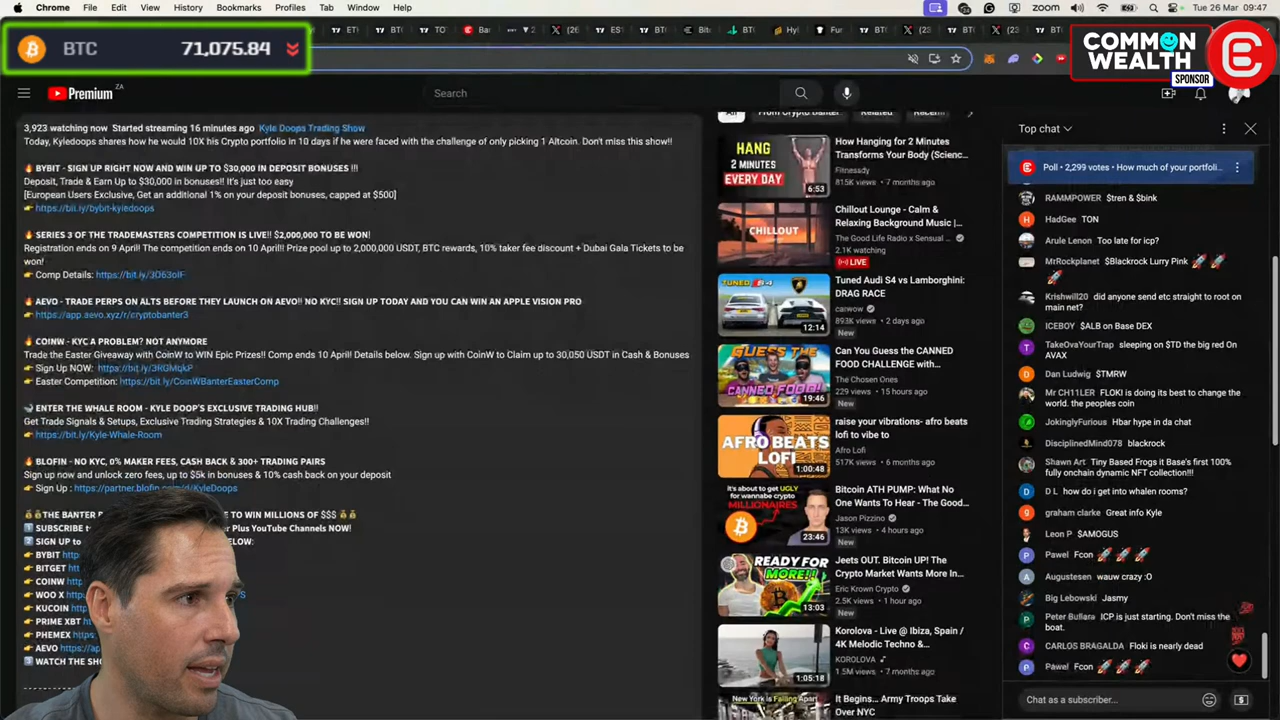 Chrome File Edit View History Bookmarks Profiles Tab Window Help
zoom
Tue 26 Mar 09:47
BTC 71,075.84
COMMON
WEALTH
SPONSOR
Premium ZA
Search
3,923 watching now Started streaming 16 minutes ago Kyle Doops Trading Show
Today, Kyledoops shares how he would 10X his Crypto portfolio in 10 days if he were faced with the challenge of only picking 1 Altcoin. Don't miss this show!!
🔥 BYBIT - SIGN UP RIGHT NOW AND WIN UP TO $30,000 IN DEPOSIT BONUSES !!!
Deposit, Trade & Earn Up to $30,000 in bonuses!! It's just too easy
[European Users Exclusive, Get an additional 1% on your deposit bonuses, capped at $500]
👉 https://bii.ly/bybit-kyledoops
🔥 SERIES 3 OF THE TRADEMASTERS COMPETITION IS LIVE!! $2,000,000 TO BE WON!
Registration ends on 9 April! The competition ends on 10 April!! Prize pool up to 2,000,000 USDT, BTC rewards, 10% taker fee discount + Dubai Gala Tickets to be
won!
👉 Comp Details: https://bit.ly/3O63oIF
🔥 AEVO - TRADE PERPS ON ALTS BEFORE THEY LAUNCH ON AEVO!! NO KYC!! SIGN UP TODAY AND YOU CAN WIN AN APPLE VISION PRO
👉 https://app.aevo.xyz/r/cryptobanter3
🔥 COINW - KYC A PROBLEM? NOT ANYMORE
Trade the Easter Giveaway with CoinW to WIN Epic Prizes!! Comp ends 10 April! Details below. Sign up with CoinW to Claim up to 30,050 USDT in Cash & Bonuses
👉 Sign Up NOW: https://bit.ly/3RGMqkP
👉 Easter Competition: https://bit.ly/CoinWBanterEasterComp
ENTER THE WHALE ROOM - KYLE DOOP'S EXCLUSIVE TRADING HUB!!
Get Trade Signals & Setups, Exclusive Trading Strategies & 10X Trading Challenges!!
👉 https://bit.ly/Kyle-Whale-Room
🔥 BLOFIN - NO KYC, 0% MAKER FEES, CASH BACK & 300+ TRADING PAIRS
Sign up now and unlock zero fees, up to $5k in bonuses & 10% cash back on your deposit
👉 Sign Up : https://partner.blofin.com/d/KyleDoops
TO WIN MILLIONS OF $$$ 💰💰
1️⃣ SUBSCRIBE Plus YouTube Channels NOW!
2️⃣ SIGN UP BELOW:
👉 BYBIT
👉 BITGET
👉 COINW
👉 WOO X
👉 KUCOIN
👉 PRIME XBT
👉 PHEMEX
👉 AEVO
3️⃣ WATCH THE
All From Crypto Banter Related
HANG
2 MINUTES
EVERY DAY
6:53
How Hanging for 2 Minutes
Transforms Your Body (Scienc...
Fitnessdy
815K views • 7 months ago
CHILLOUT
Chillout Lounge - Calm &
Relaxing Background Music |...
The Good Life Radio x Sensual ...
2.1K watching
LIVE
12:14
Tuned Audi S4 vs Lamborghini:
DRAG RACE
carwow
893K views • 2 days ago
New
GUESS THE
CANNED FOOD!
19:46
Can You Guess the CANNED
FOOD CHALLENGE with...
The Chosen Ones
229 views • 15 hours ago
New
AFRO BEATS
LOFI
1:00:48
raise your vibrations- afro beats
lofi to vibe to
Afro Lofi
517K views • 6 months ago
it's about to get UGLY
for wannabe crypto
MILLIONAIRES
23:46
Bitcoin ATH PUMP: What No
One Wants To Hear - The Good...
Jason Pizzino
13K views • 4 hours ago
New
READY FOR
MORE!!
13:03
Jeets OUT. Bitcoin UP! The
Crypto Market Wants More In...
Eric Krown Crypto
2.5K views • 1 hour ago
New
1:05:18
Korolova - Live @ Ibiza, Spain /
4K Melodic Techno &...
KOROLOVA
1.5M views • 7 months ago
New York is Falling Apart
It Begins... Army Troops Take
Over NYC
Top chat
Poll • 2,299 votes • How much of your portfoli...
RAMMPOWER $tren & $bink
HadGee TON
Arule Lenon Too late for icp?
MrRockplanet $Blackrock Lurry Pink 🚀 🚀
🚀
Krishwill20 did anyone send etc straight to root on
main net?
ICEBOY $ALB on Base DEX
TakeOvaYourTrap sleeping on $TD the big red On
AVAX
Dan Ludwig $TMRW
Mr CH11LER FLOKI is doing its best to change the
world. the peoples coin
JokinglyFurious Hbar hype in da chat
DisciplinedMind078 blackrock
Shawn Art Tiny Based Frogs it Base's first 100%
fully onchain dynamic NFT collection!!!
D L how do i get into whalen rooms?
graham clarke Great info Kyle
Leon P $AMOGUS
Pawel Fcon 🚀 🚀 🚀
Augustesen wauw crazy :O
Big Lebowski Jasmy
Peter Bullara ICP is just starting. Don't miss the
boat.
CARLOS BRAGALDA Floki is nearly dead
Pawel Fcon 🚀 🚀 🚀
Chat as a subscriber...